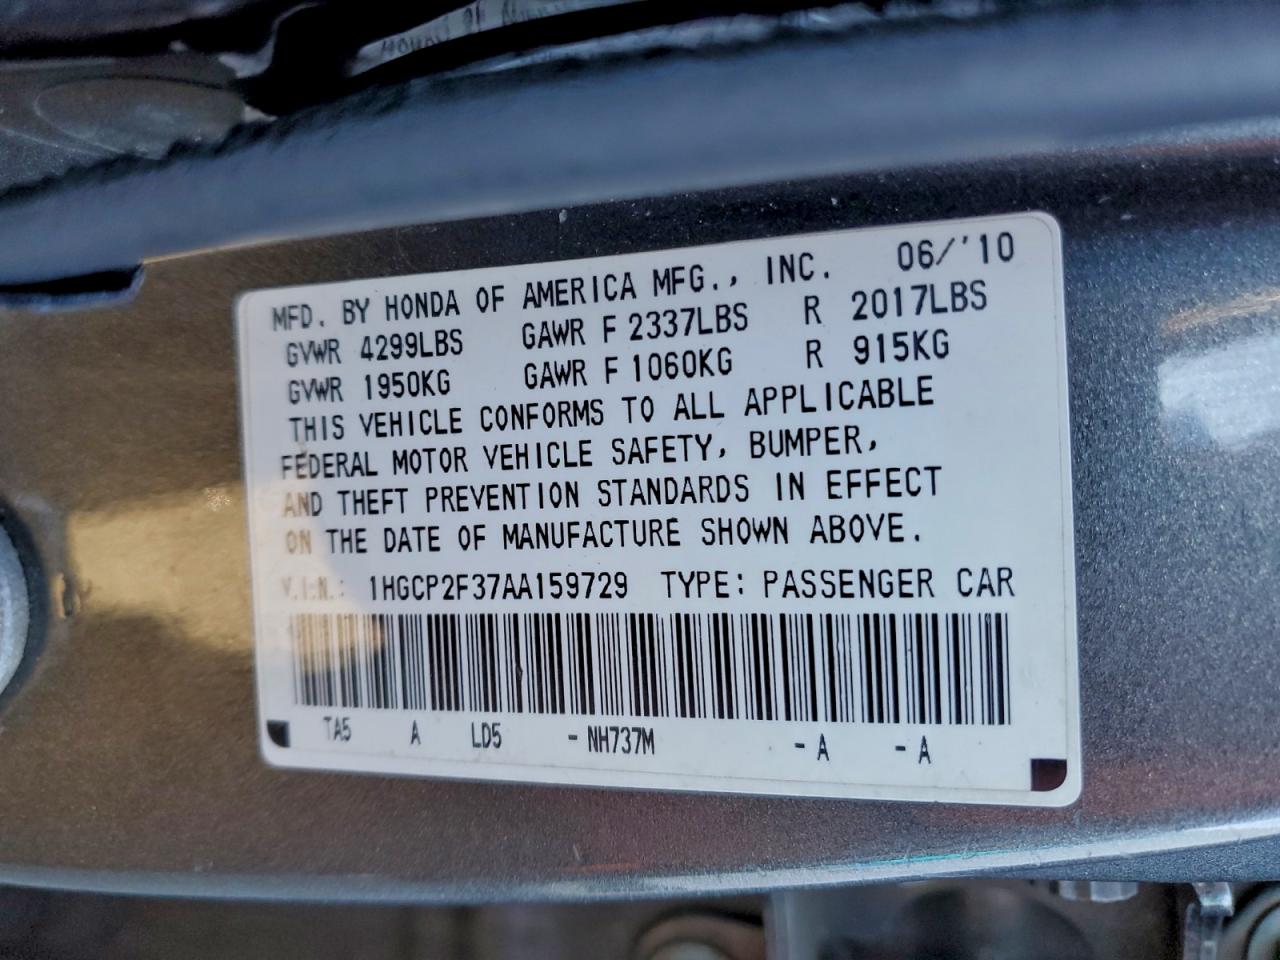 MFD. BY HONDA OF AMERICA MFG., INC. 06/'10
GVWR 4299LBS GAWR F 2337LBS R 2017LBS
GVWR 1950KG GAWR F 1060KG R 915KG
THIS VEHICLE CONFORMS TO ALL APPLICABLE
FEDERAL MOTOR VEHICLE SAFETY, BUMPER,
AND THEFT PREVENTION STANDARDS IN EFFECT
ON THE DATE OF MANUFACTURE SHOWN ABOVE.
V.I.N.: 1HGCP2F37AA159729 TYPE: PASSENGER CAR
TA5 A LD5 - NH737M - A - A